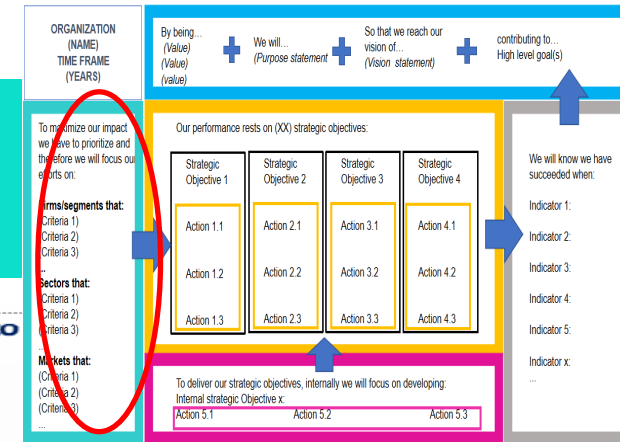 ORGANIZATION
(NAME)
TIME FRAME
(YEARS)
By being…
(Value)
(Value)
(value)
We will…
(Purpose statement
So that we reach our
vision of…
(Vision statement)
contributing to…
High level goal(s)
To maximize our impact
we have to prioritize and
therefore we will focus our
efforts on:
Firms/segments that:
(Criteria 1)
(Criteria 2)
(Criteria 3)
...
Sectors that:
(Criteria 1)
(Criteria 2)
(Criteria 3)
...
Markets that:
(Criteria 1)
(Criteria 2)
(Criteria 3)
...
Our performance rests on (XX) strategic objectives:
Strategic
Objective 1
Action 1.1
Action 1.2
Action 1.3
Strategic
Objective 2
Action 2.1
Action 2.2
Action 2.3
Strategic
Objective 3
Action 3.1
Action 3.2
Action 3.3
Strategic
Objective 4
Action 4.1
Action 4.2
Action 4.3
To deliver our strategic objectives, internally we will focus on developing:
Internal strategic Objective x:
Action 5.1 Action 5.2 Action 5.3
We will know we have
succeeded when:
Indicator 1:
Indicator 2:
Indicator 3:
Indicator 4:
Indicator 5:
Indicator x:
...